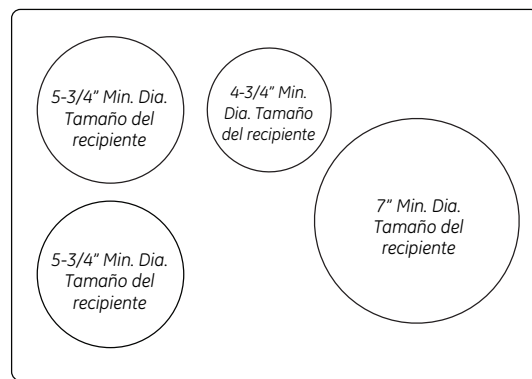 5-3/4” Min. Dia.
Tamaño del
recipiente
4-3/4” Min.
Dia. Tamaño
del recipiente
7” Min. Dia.
Tamaño del
recipiente
5-3/4” Min. Dia.
Tamaño del
recipiente